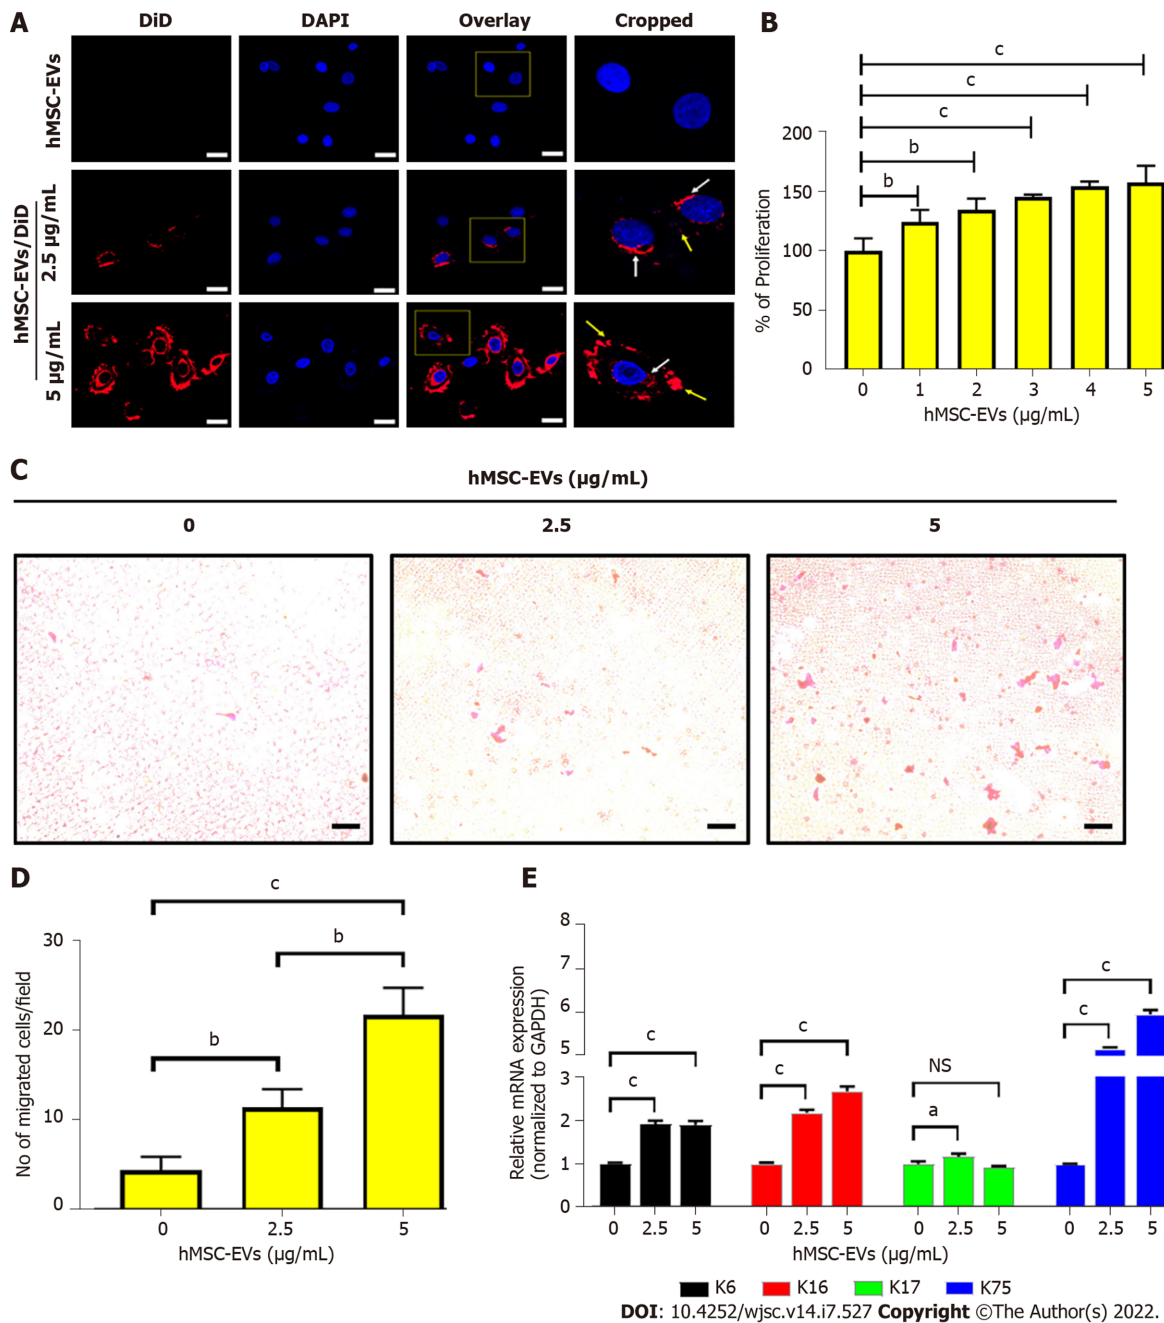 A
DiD DAPI Overlay Cropped
hMSC-EVs
hMSC-EVs/DiD
2.5 µg/mL
5 µg/mL
B
c
c
c
b
b
200
150
100
50
0
% of Proliferation
0 1 2 3 4 5
hMSC-EVs (µg/mL)
C
hMSC-EVs (µg/mL)
0 2.5 5
D
c
b
b
30
20
10
0
No of migrated cells/field
0 2.5 5
hMSC-EVs (µg/mL)
E
8
7
6
5
3
2
1
0
Relative mRNA expression
(normalized to GAPDH)
c
c
c
c
NS
a
c
c
0 2.5 5 0 2.5 5 0 2.5 5 0 2.5 5
hMSC-EVs (µg/mL)
K6 K16 K17 K75
DOI: 10.4252/wjsc.v14.i7.527 Copyright ©The Author(s) 2022.